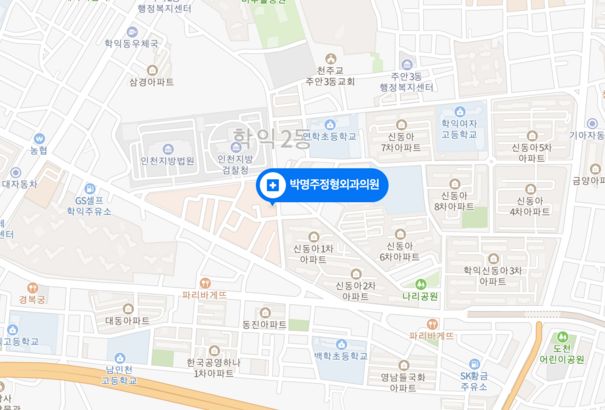 행정복지센터
학익동우체국
삼경아파트
천주교
주안3동교회
주안3동
행정복지센터
학익2동
연학초등학교
신동아
7차아파트
학익여자
고등학교
신동아5차
아파트
기아자동차
농협
인천지방법원
인천지방
검찰청
대자동차
GS셀프
학익주유소
박영주정형외과의원
신동아
8차아파트
신동아
4차아파트
금양아파트
센터
신동아1차
아파트
신동아
6차아파트
신동아2차
아파트
학익신동아3차
아파트
나리공원
경복궁
파리바게뜨
대동아파트
동진아파트
파리바게뜨
고등학교
남인천
고등학교
한국공영하나
1차아파트
백학초등학교
영남들국화
아파트
SK황금
주유소
도천
어린이공원